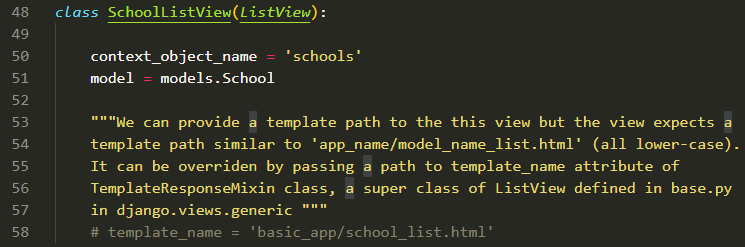 48 class SchoolListView(ListView):
49
50 context_object_name = 'schools'
51 model = models.School
52
53 """We can provide a template path to the this view but the view expects a
54 template path similar to 'app_name/model_name_list.html' (all lower-case).
55 It can be overriden by passing a path to template_name attribute of
56 TemplateResponseMixin class, a super class of ListView defined in base.py
57 in django.views.generic """
58 # template_name = 'basic_app/school_list.html'